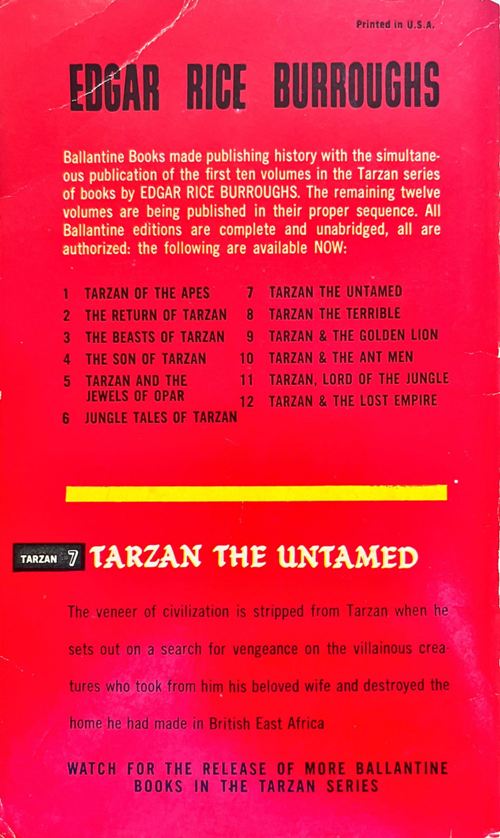 Printed in U.S.A.
EDGAR RICE BURROUGHS
Ballantine Books made publishing history with the simultane-
ous publication of the first ten volumes in the Tarzan series
of books by EDGAR RICE BURROUGHS. The remaining twelve
volumes are being published in their proper sequence. All
Ballantine editions are complete and unabridged, all are
authorized: the following are available NOW:
1 TARZAN OF THE APES
2 THE RETURN OF TARZAN
3 THE BEASTS OF TARZAN
4 THE SON OF TARZAN
5 TARZAN AND THE
JEWELS OF OPAR
6 JUNGLE TALES OF TARZAN
7 TARZAN THE UNTAMED
8 TARZAN THE TERRIBLE
9 TARZAN & THE GOLDEN LION
10 TARZAN & THE ANT MEN
11 TARZAN, LORD OF THE JUNGLE
12 TARZAN & THE LOST EMPIRE
TARZAN 7 TARZAN THE UNTAMED
The veneer of civilization is stripped from Tarzan when he
sets out on a search for vengeance on the villainous crea-
tures who took from him his beloved wife and destroyed the
home he had made in British East Africa
WATCH FOR THE RELEASE OF MORE BALLANTINE
BOOKS IN THE TARZAN SERIES